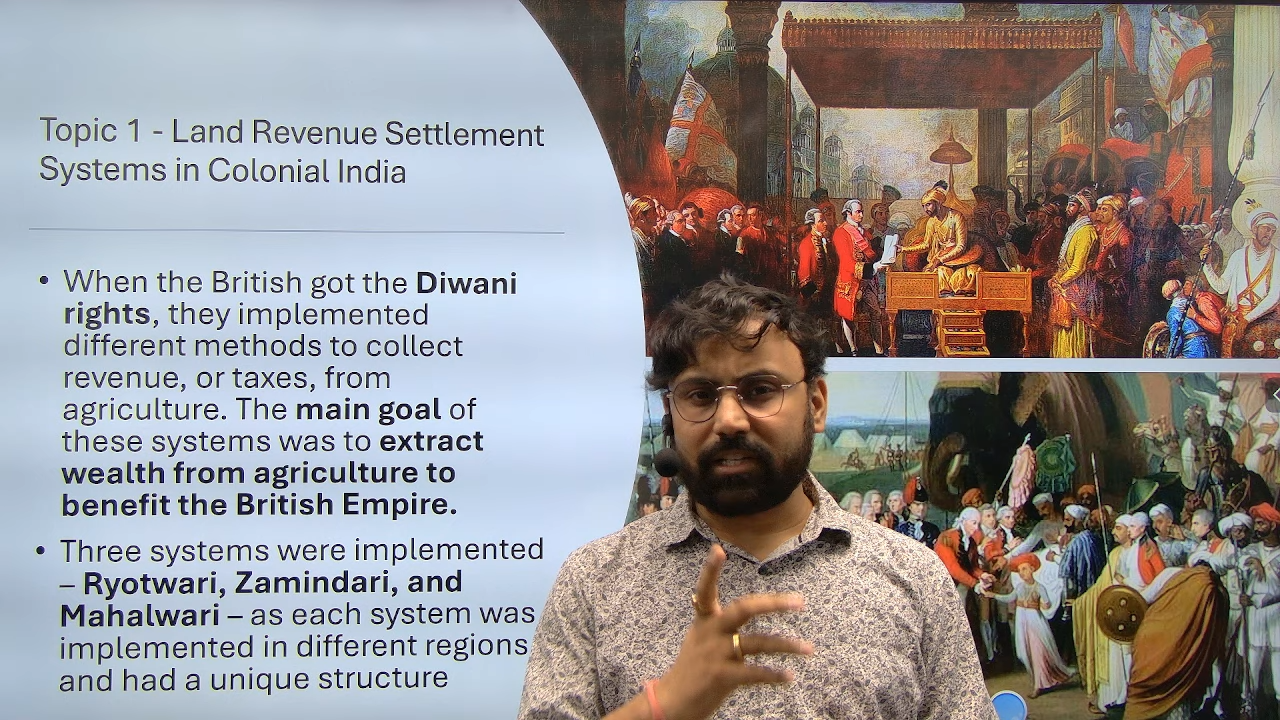 Topic 1 - Land Revenue Settlement
Systems in Colonial India
• When the British got the Diwani
rights, they implemented
different methods to collect
revenue, or taxes, from
agriculture. The main goal of
these systems was to extract
wealth from agriculture to
benefit the British Empire.
• Three systems were implemented
– Ryotwari, Zamindari, and
Mahalwari – as each system was
implemented in different regions
and had a unique structure